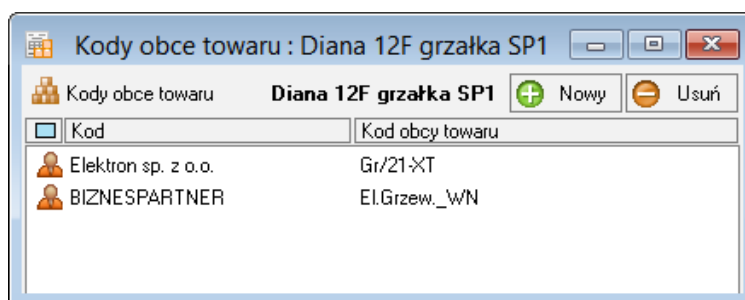 Kody obce towaru : Diana 12F grzałka SP1
Kody obce towaru Diana 12F grzałka SP1 Nowy Usuń
Kod Kod obcy towaru
Elektron sp. z o.o. Gr/21-XT
BIZNESPARTNER El.Grzew._WN